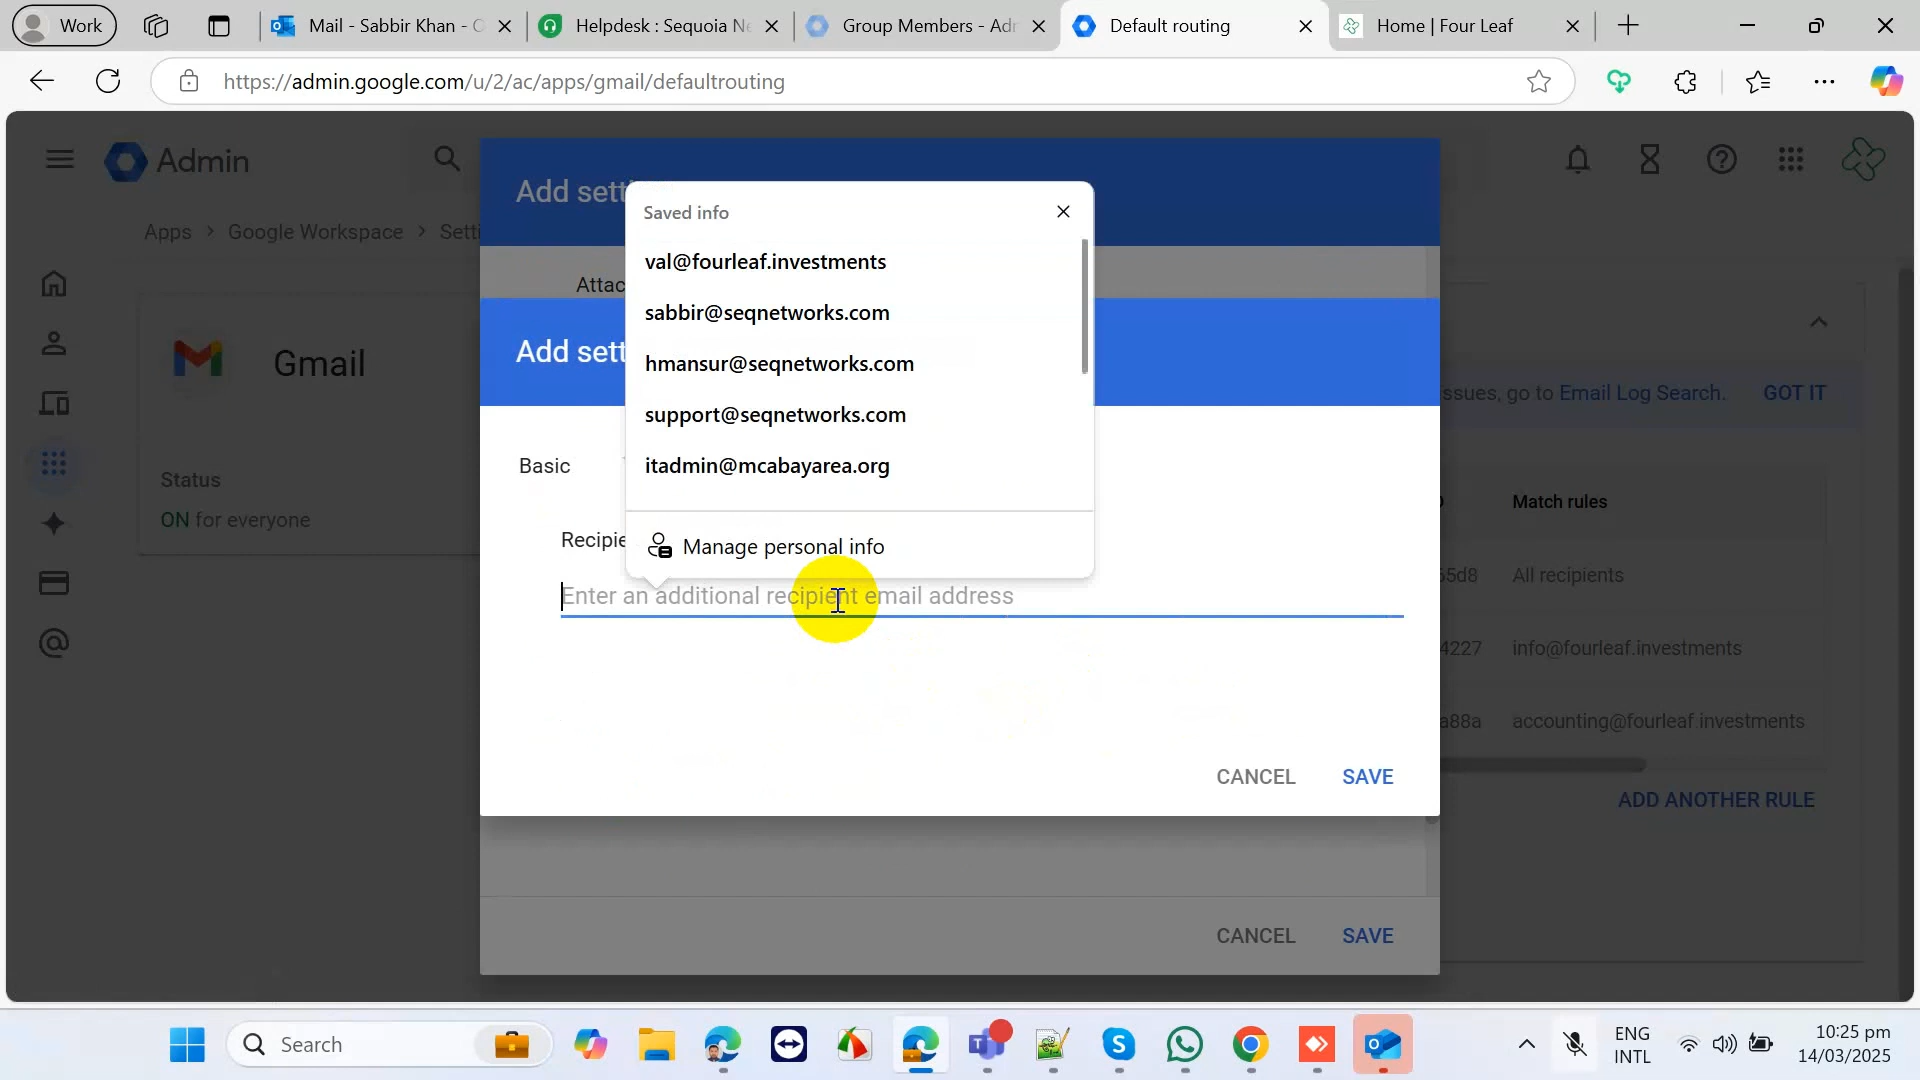 Work
Mail - Sabbir Khan - O
Helpdesk : Sequoia Ne
Group Members - Adm
Default routing
Home | Four Leaf
https://admin.google.com/u/2/ac/apps/gmail/defaultrouting
Admin
Add sett
Saved info
Apps > Google Workspace > Setti
val@fourleaf.investments
Attac
sabbir@seqnetworks.com
Add sett
hmansur@seqnetworks.com
Gmail
ssues, go to Email Log Search.
GOT IT
support@seqnetworks.com
Basic
itadmin@mcabayarea.org
Status
Match rules
ON for everyone
Recipie
Manage personal info
65d8
All recipients
Enter an additional recipient email address
4227
info@fourleaf.investments
a88a
accounting@fourleaf.investments
CANCEL
SAVE
ADD ANOTHER RULE
CANCEL
SAVE
Search
ENG
INTL
10:25 pm
14/03/2025